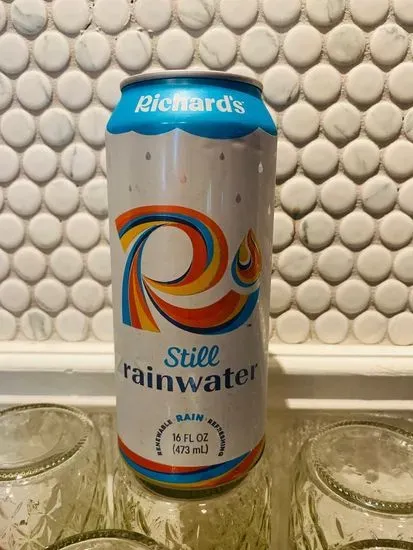 Richard's
Still
rainwater
RENEWABLE · RAIN · REFRESHING
16 FL OZ
(473 mL)